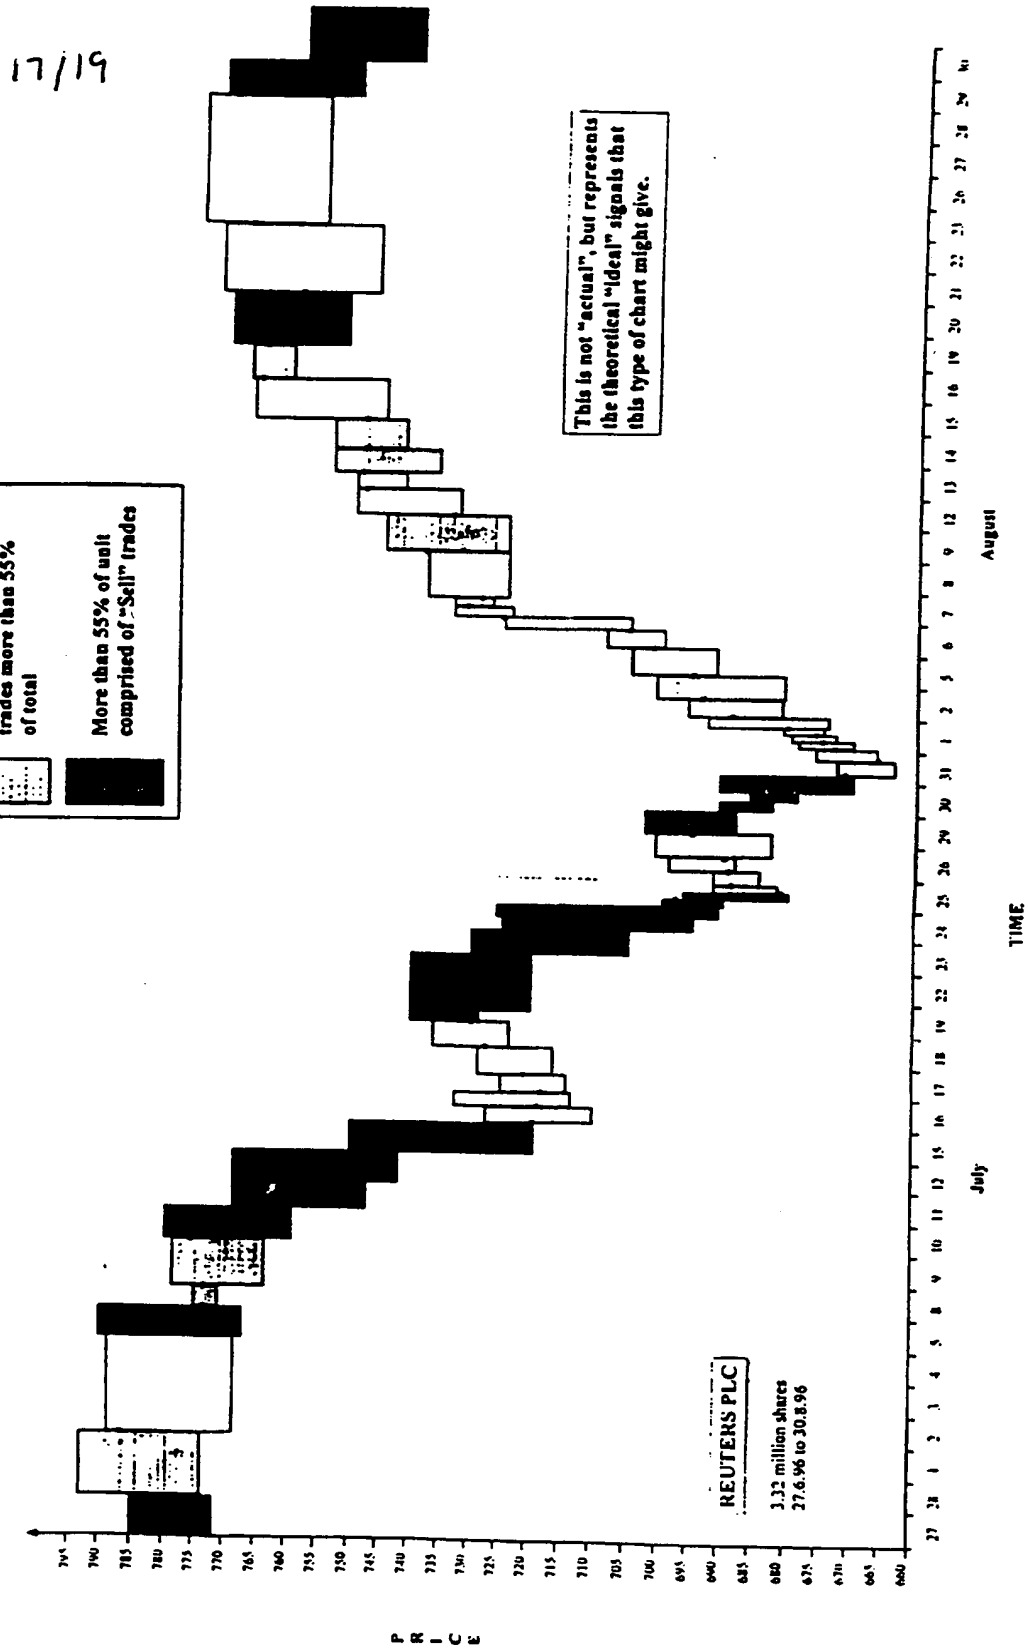 17/19
trades more than 55%
of total
More than 55% of unit
comprised of "Sell" trades
This is not "actual", but represents
the theoretical "ideal" signals that
this type of chart might give.
REUTERS PLC
3.32 million shares
27.6.96 to 30.8.96
PRICE
795
790
785
780
775
770
765
760
755
750
745
740
735
730
725
720
715
710
705
700
695
690
685
680
675
670
665
660
27 28 1 2 3 4 5 8 9 10 11 12 15 16 17 18 19 22 23 24 25 26 29 30 31 1 2 5 6 7 8 9 12 13 14 15 16 19 20 21 22 23 26 27 28 29 30
July August
TIME